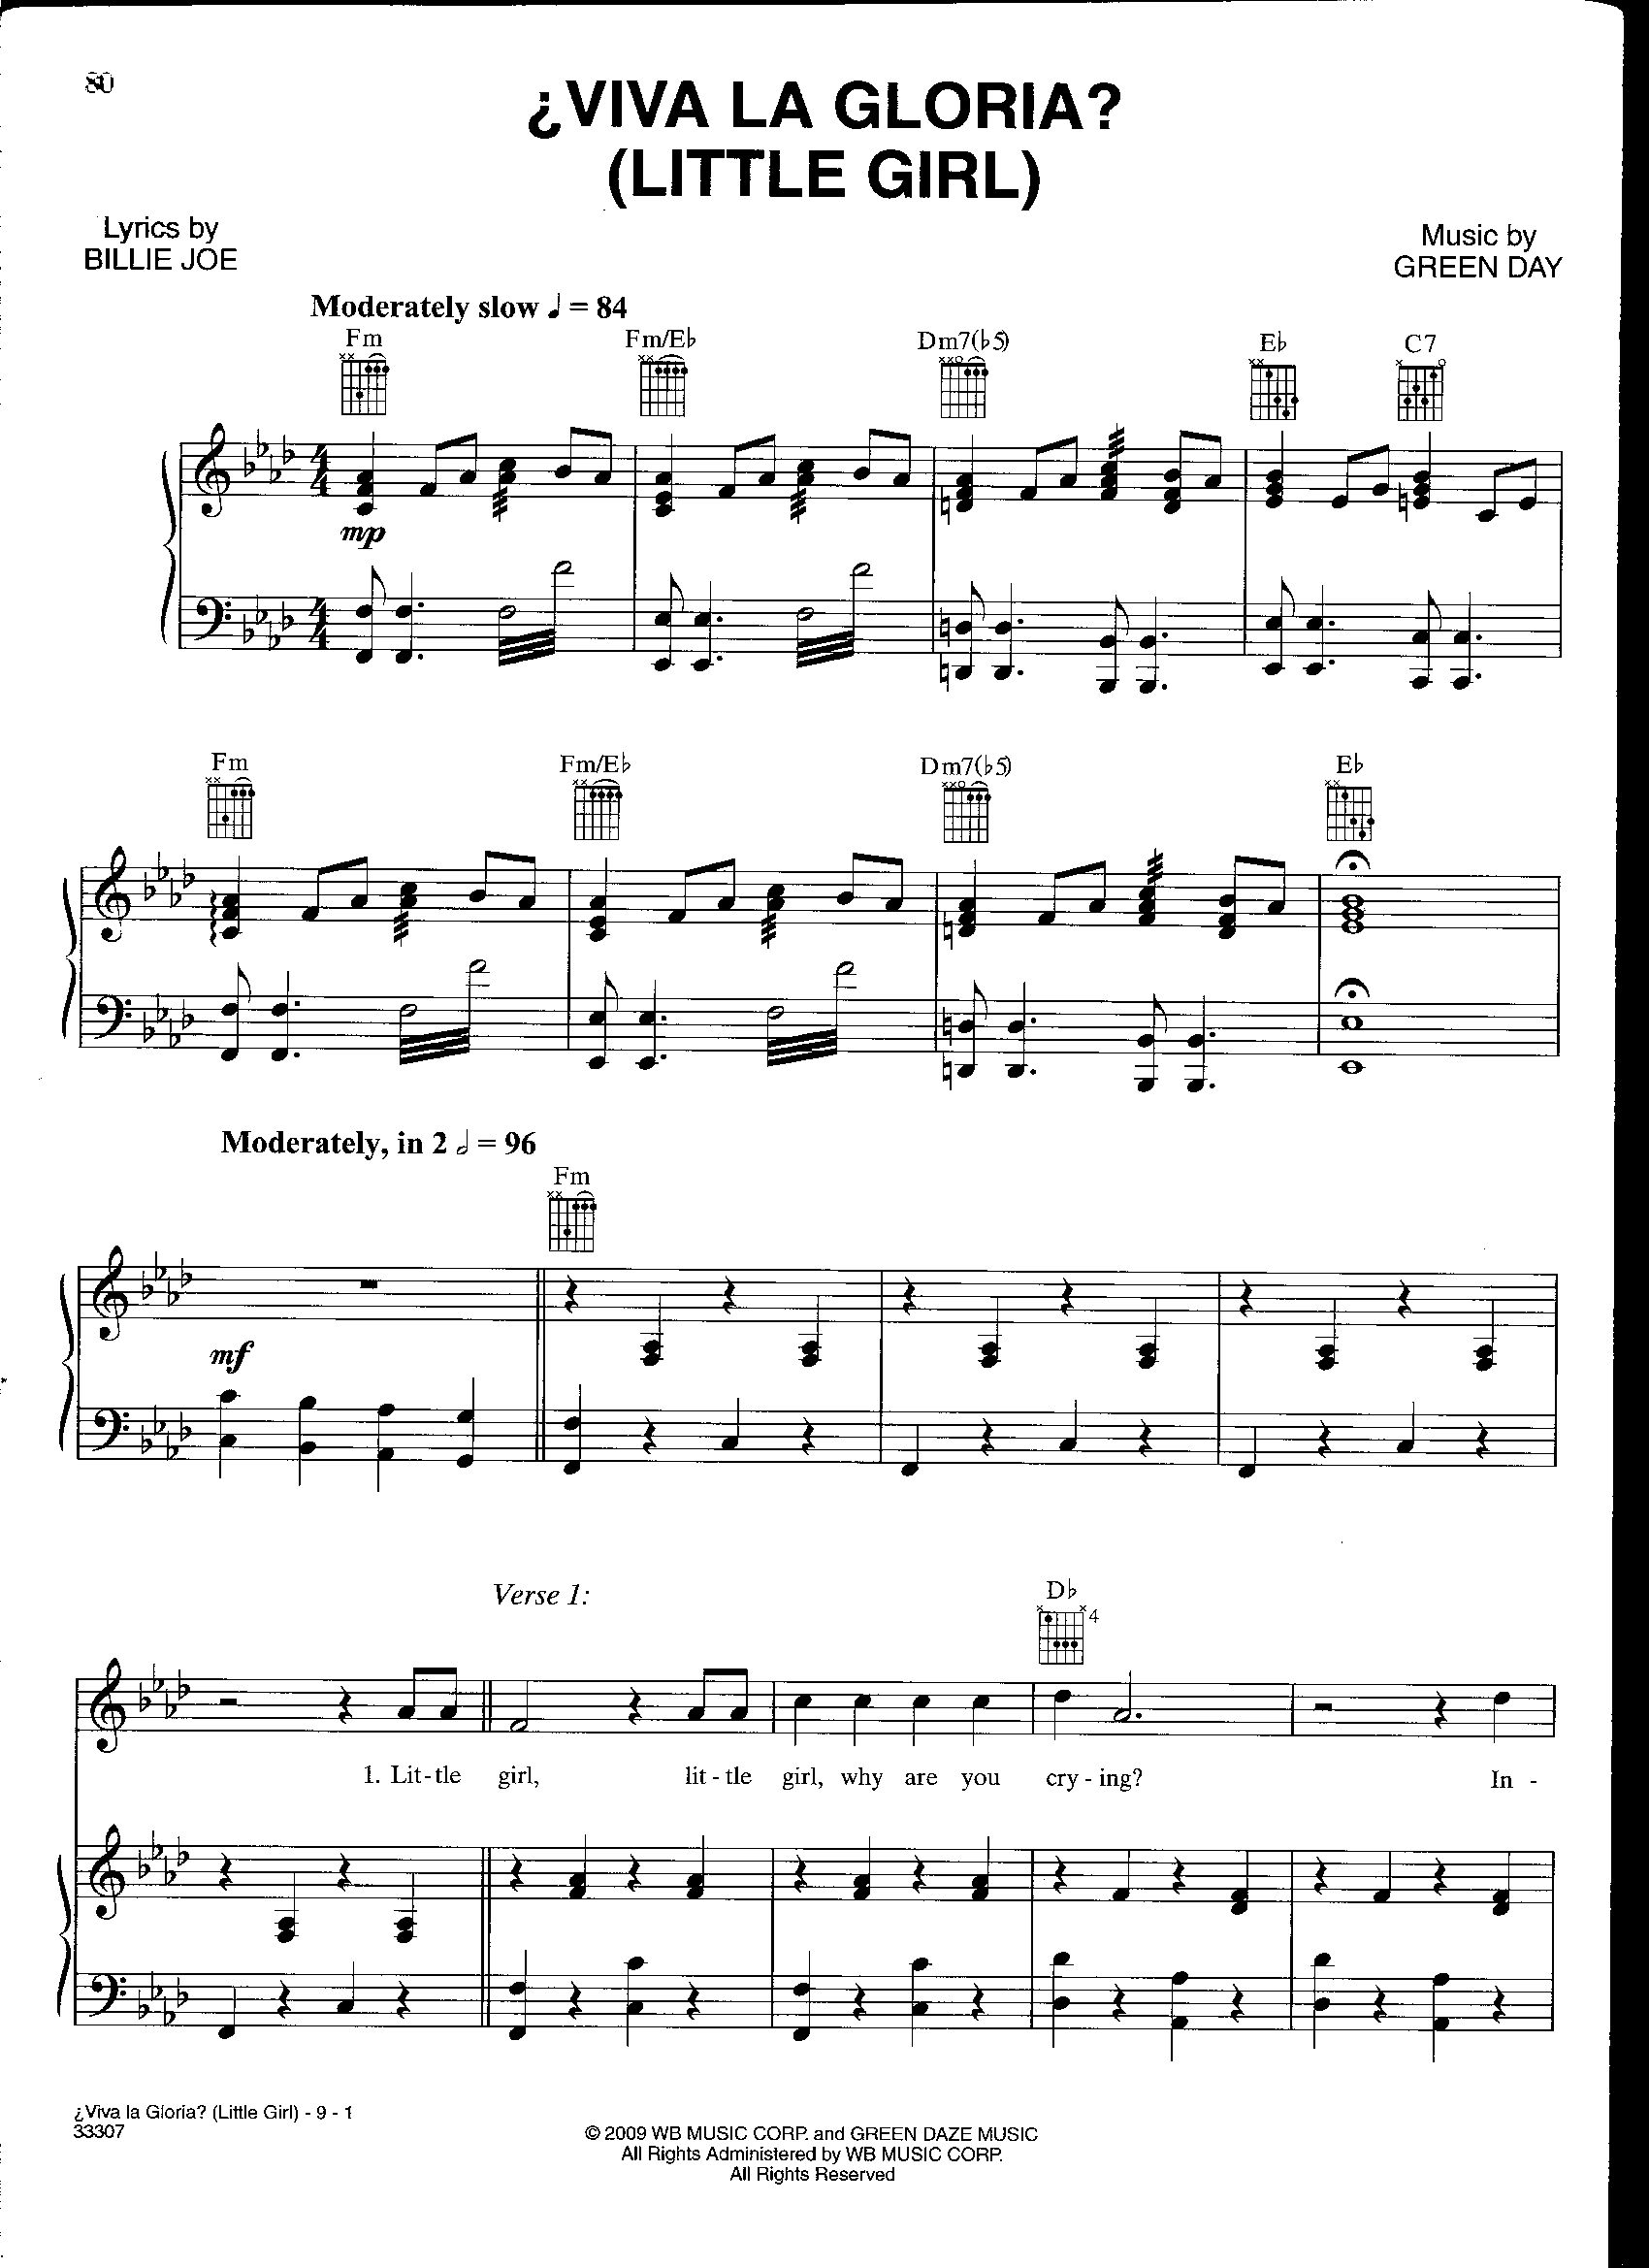 80
¿VIVA LA GLORIA?
(LITTLE GIRL)
Lyrics by
BILLIE JOE
Music by
GREEN DAY
Moderately slow ♩ = 84
Fm Fm/E♭ Dm7(♭5) E♭ C7
mp
Fm Fm/E♭ Dm7(♭5) E♭
Moderately, in 2 𝅗𝅥 = 96
Fm
mf
Verse 1:
D♭
4
1. Lit-tle girl, lit-tle girl, why are you cry-ing? In-
¿Viva la Gloria? (Little Girl) - 9 - 1
33307
© 2009 WB MUSIC CORP. and GREEN DAZE MUSIC
All Rights Administered by WB MUSIC CORP.
All Rights Reserved